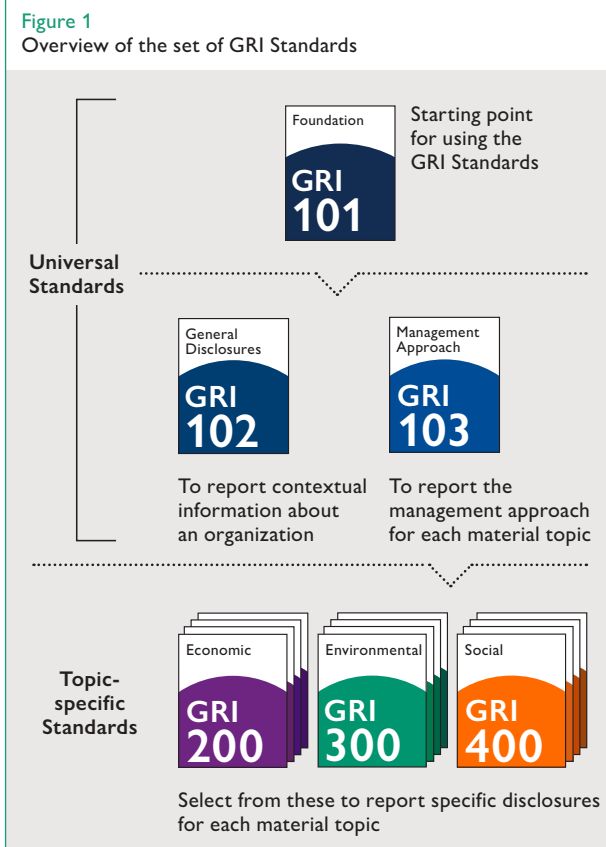 Figure 1
Overview of the set of GRI Standards
Foundation
GRI
101
Starting point
for using the
GRI Standards
Universal
Standards
General
Disclosures
GRI
102
Management
Approach
GRI
103
To report contextual
information about
an organization
To report the
management approach
for each material topic
Topic-
specific
Standards
Economic
GRI
200
Environmental
GRI
300
Social
GRI
400
Select from these to report specific disclosures
for each material topic